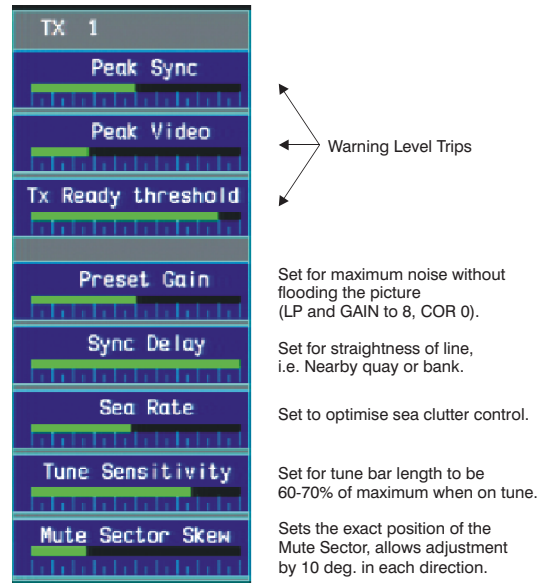 TX 1
Peak Sync
Peak Video
Warning Level Trips
Tx Ready threshold
Preset Gain
Set for maximum noise without
flooding the picture
(LP and GAIN to 8, COR 0).
Sync Delay
Set for straightness of line,
i.e. Nearby quay or bank.
Sea Rate
Set to optimise sea clutter control.
Tune Sensitivity
Set for tune bar length to be
60-70% of maximum when on tune.
Mute Sector Skew
Sets the exact position of the
Mute Sector, allows adjustment
by 10 deg. in each direction.